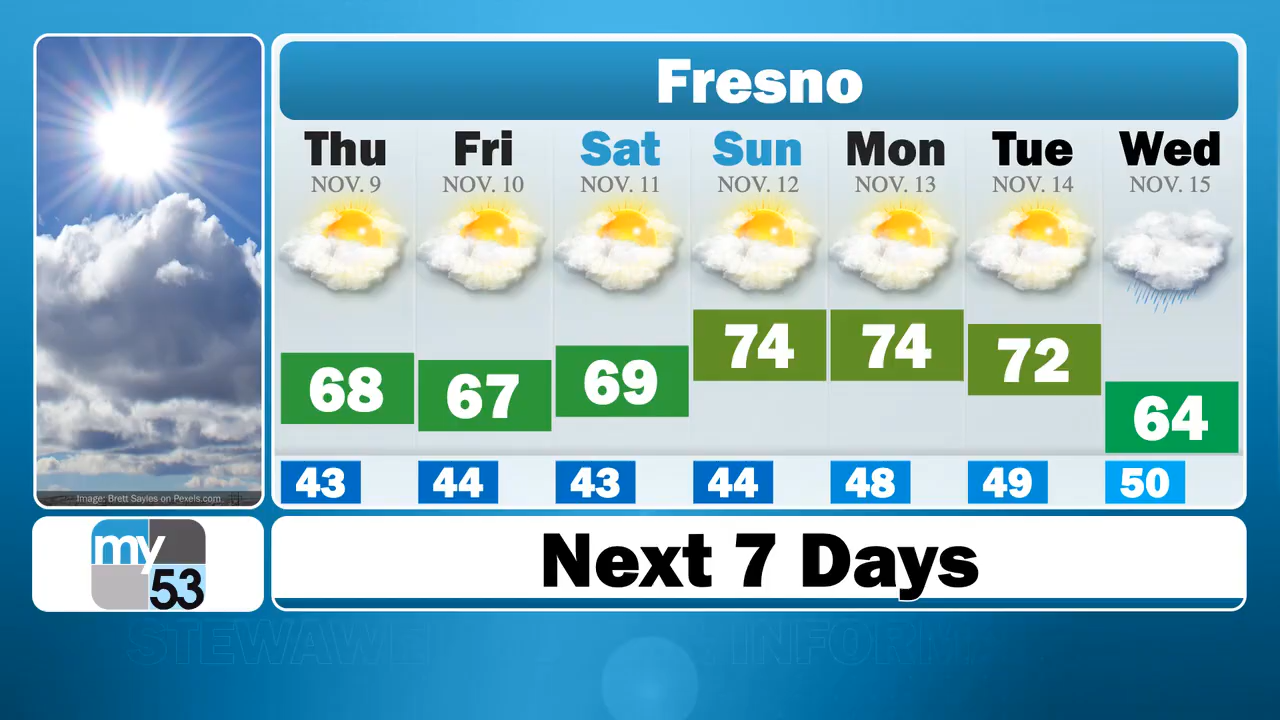 Fresno
Thu Fri Sat Sun Mon Tue Wed
NOV. 9 NOV. 10 NOV. 11 NOV. 12 NOV. 13 NOV. 14 NOV. 15
68 67 69 74 74 72 64
43 44 43 44 48 49 50
Image: Brett Sayles on Pexels.com
my
53
Next 7 Days